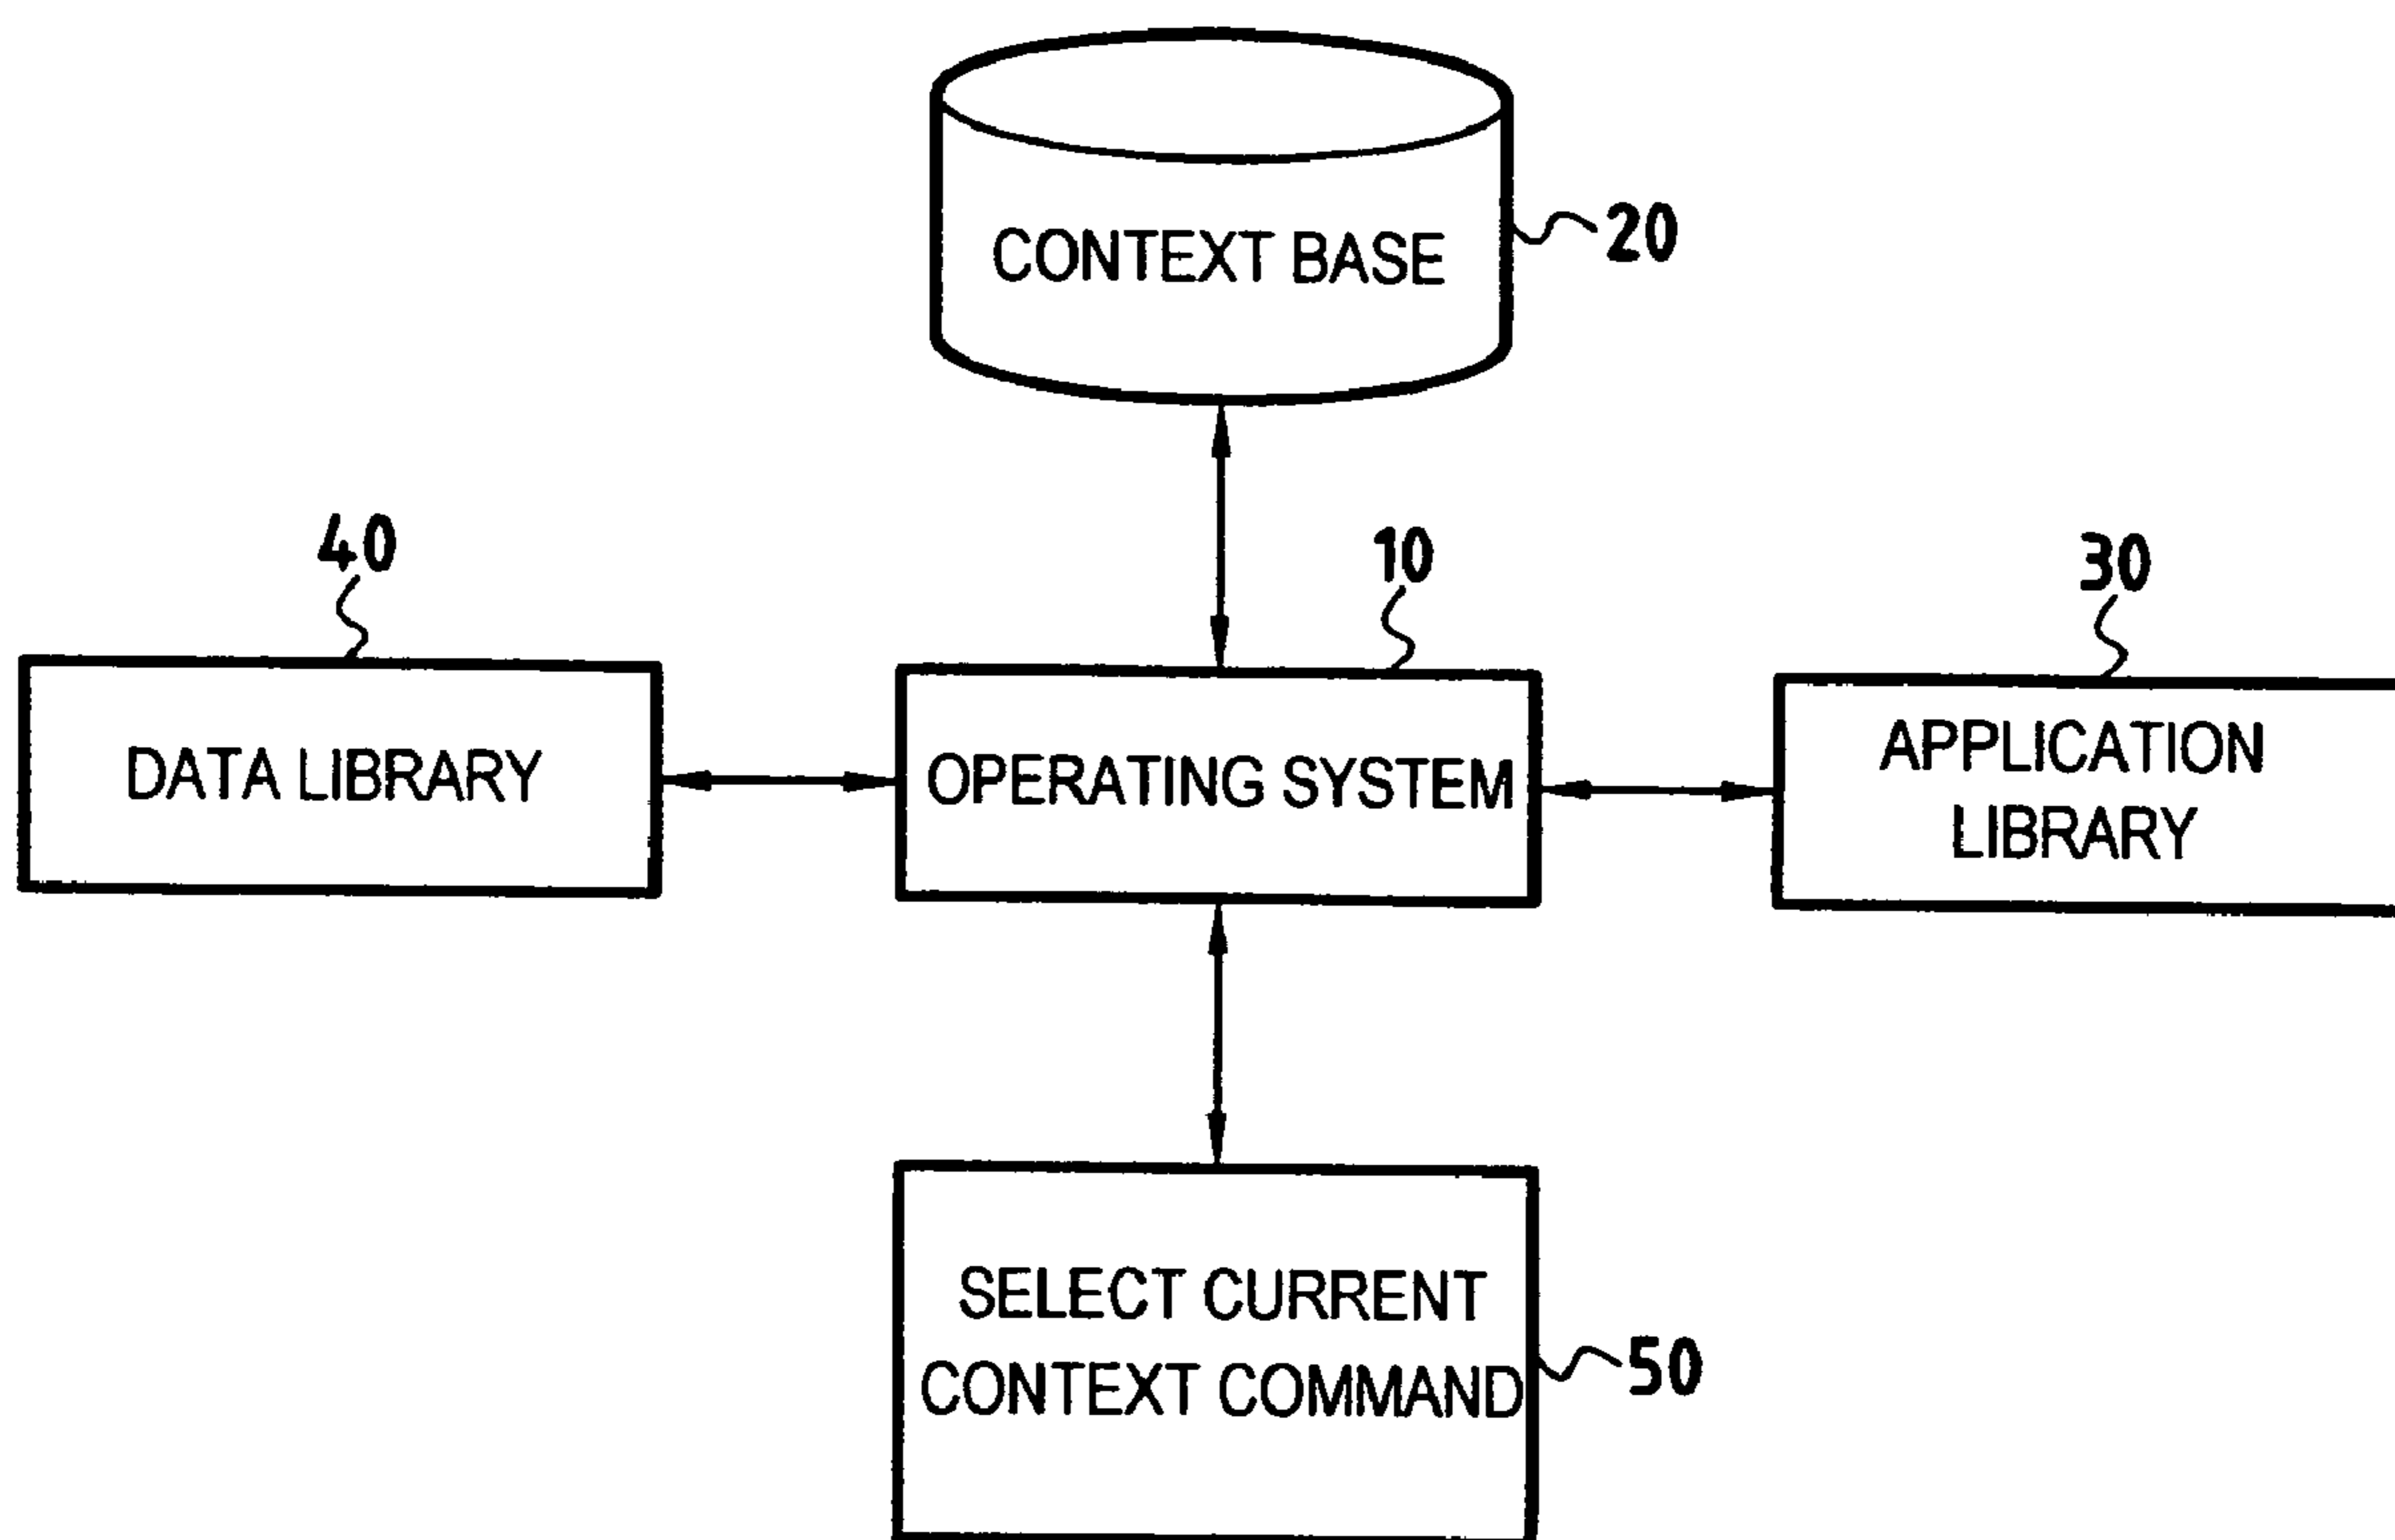 CONTEXT BASE
20
40
10
30
DATA LIBRARY
OPERATING SYSTEM
APPLICATION
LIBRARY
SELECT CURRENT
CONTEXT COMMAND
50